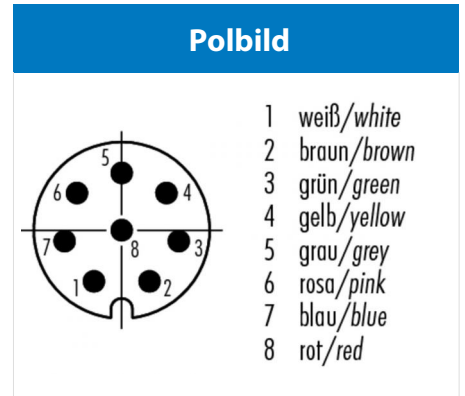 Polbild
5
6
4
7
8
3
1
2
1 weiß/white
2 braun/brown
3 grün/green
4 gelb/yellow
5 grau/grey
6 rosa/pink
7 blau/blue
8 rot/red